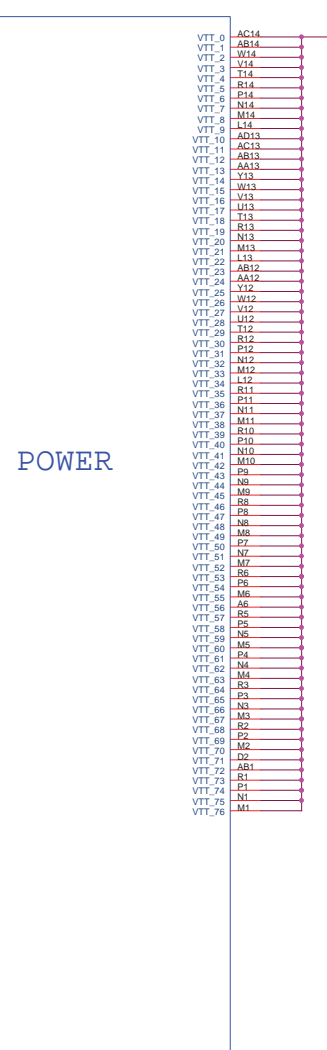 POWER
VTT_0 AC14
VTT_1 AB14
VTT_2 W14
VTT_3 V14
VTT_4 T14
VTT_5 R14
VTT_6 P14
VTT_7 N14
VTT_8 M14
VTT_9 L14
VTT_10 AD13
VTT_11 AC13
VTT_12 AB13
VTT_13 AA13
VTT_14 Y13
VTT_15 W13
VTT_16 V13
VTT_17 U13
VTT_18 T13
VTT_19 R13
VTT_20 N13
VTT_21 M13
VTT_22 L13
VTT_23 AB12
VTT_24 AA12
VTT_25 Y12
VTT_26 W12
VTT_27 V12
VTT_28 U12
VTT_29 T12
VTT_30 R12
VTT_31 P12
VTT_32 N12
VTT_33 M12
VTT_34 L12
VTT_35 R11
VTT_36 P11
VTT_37 N11
VTT_38 M11
VTT_39 R10
VTT_40 P10
VTT_41 N10
VTT_42 M10
VTT_43 P9
VTT_44 N9
VTT_45 M9
VTT_46 R8
VTT_47 P8
VTT_48 N8
VTT_49 M8
VTT_50 P7
VTT_51 N7
VTT_52 M7
VTT_53 R6
VTT_54 P6
VTT_55 M6
VTT_56 A6
VTT_57 R5
VTT_58 P5
VTT_59 N5
VTT_60 M5
VTT_61 P4
VTT_62 N4
VTT_63 M4
VTT_64 R3
VTT_65 P3
VTT_66 N3
VTT_67 M3
VTT_68 R2
VTT_69 P2
VTT_70 M2
VTT_71 D2
VTT_72 AB1
VTT_73 R1
VTT_74 P1
VTT_75 N1
VTT_76 M1